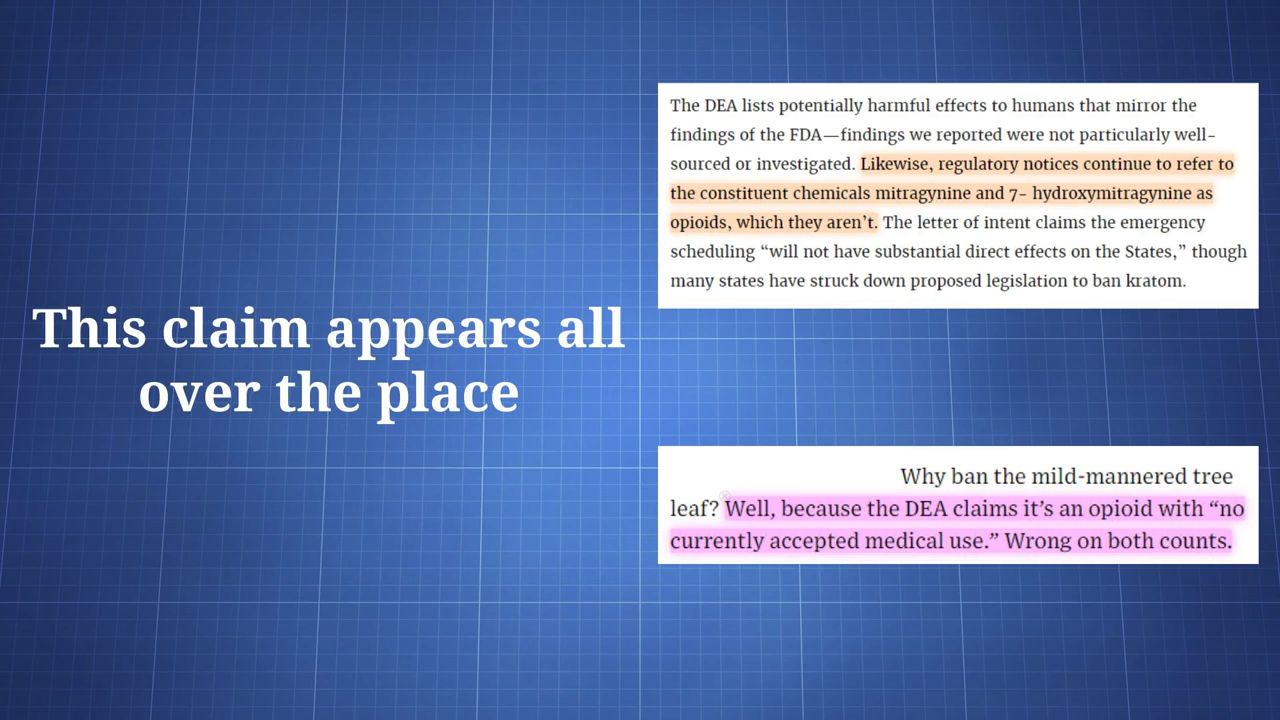 This claim appears all
over the place
The DEA lists potentially harmful effects to humans that mirror the
findings of the FDA—findings we reported were not particularly well-
sourced or investigated. Likewise, regulatory notices continue to refer to
the constituent chemicals mitragynine and 7- hydroxymitragynine as
opioids, which they aren’t. The letter of intent claims the emergency
scheduling “will not have substantial direct effects on the States,” though
many states have struck down proposed legislation to ban kratom.
Why ban the mild-mannered tree
leaf? Well, because the DEA claims it’s an opioid with “no
currently accepted medical use.” Wrong on both counts.